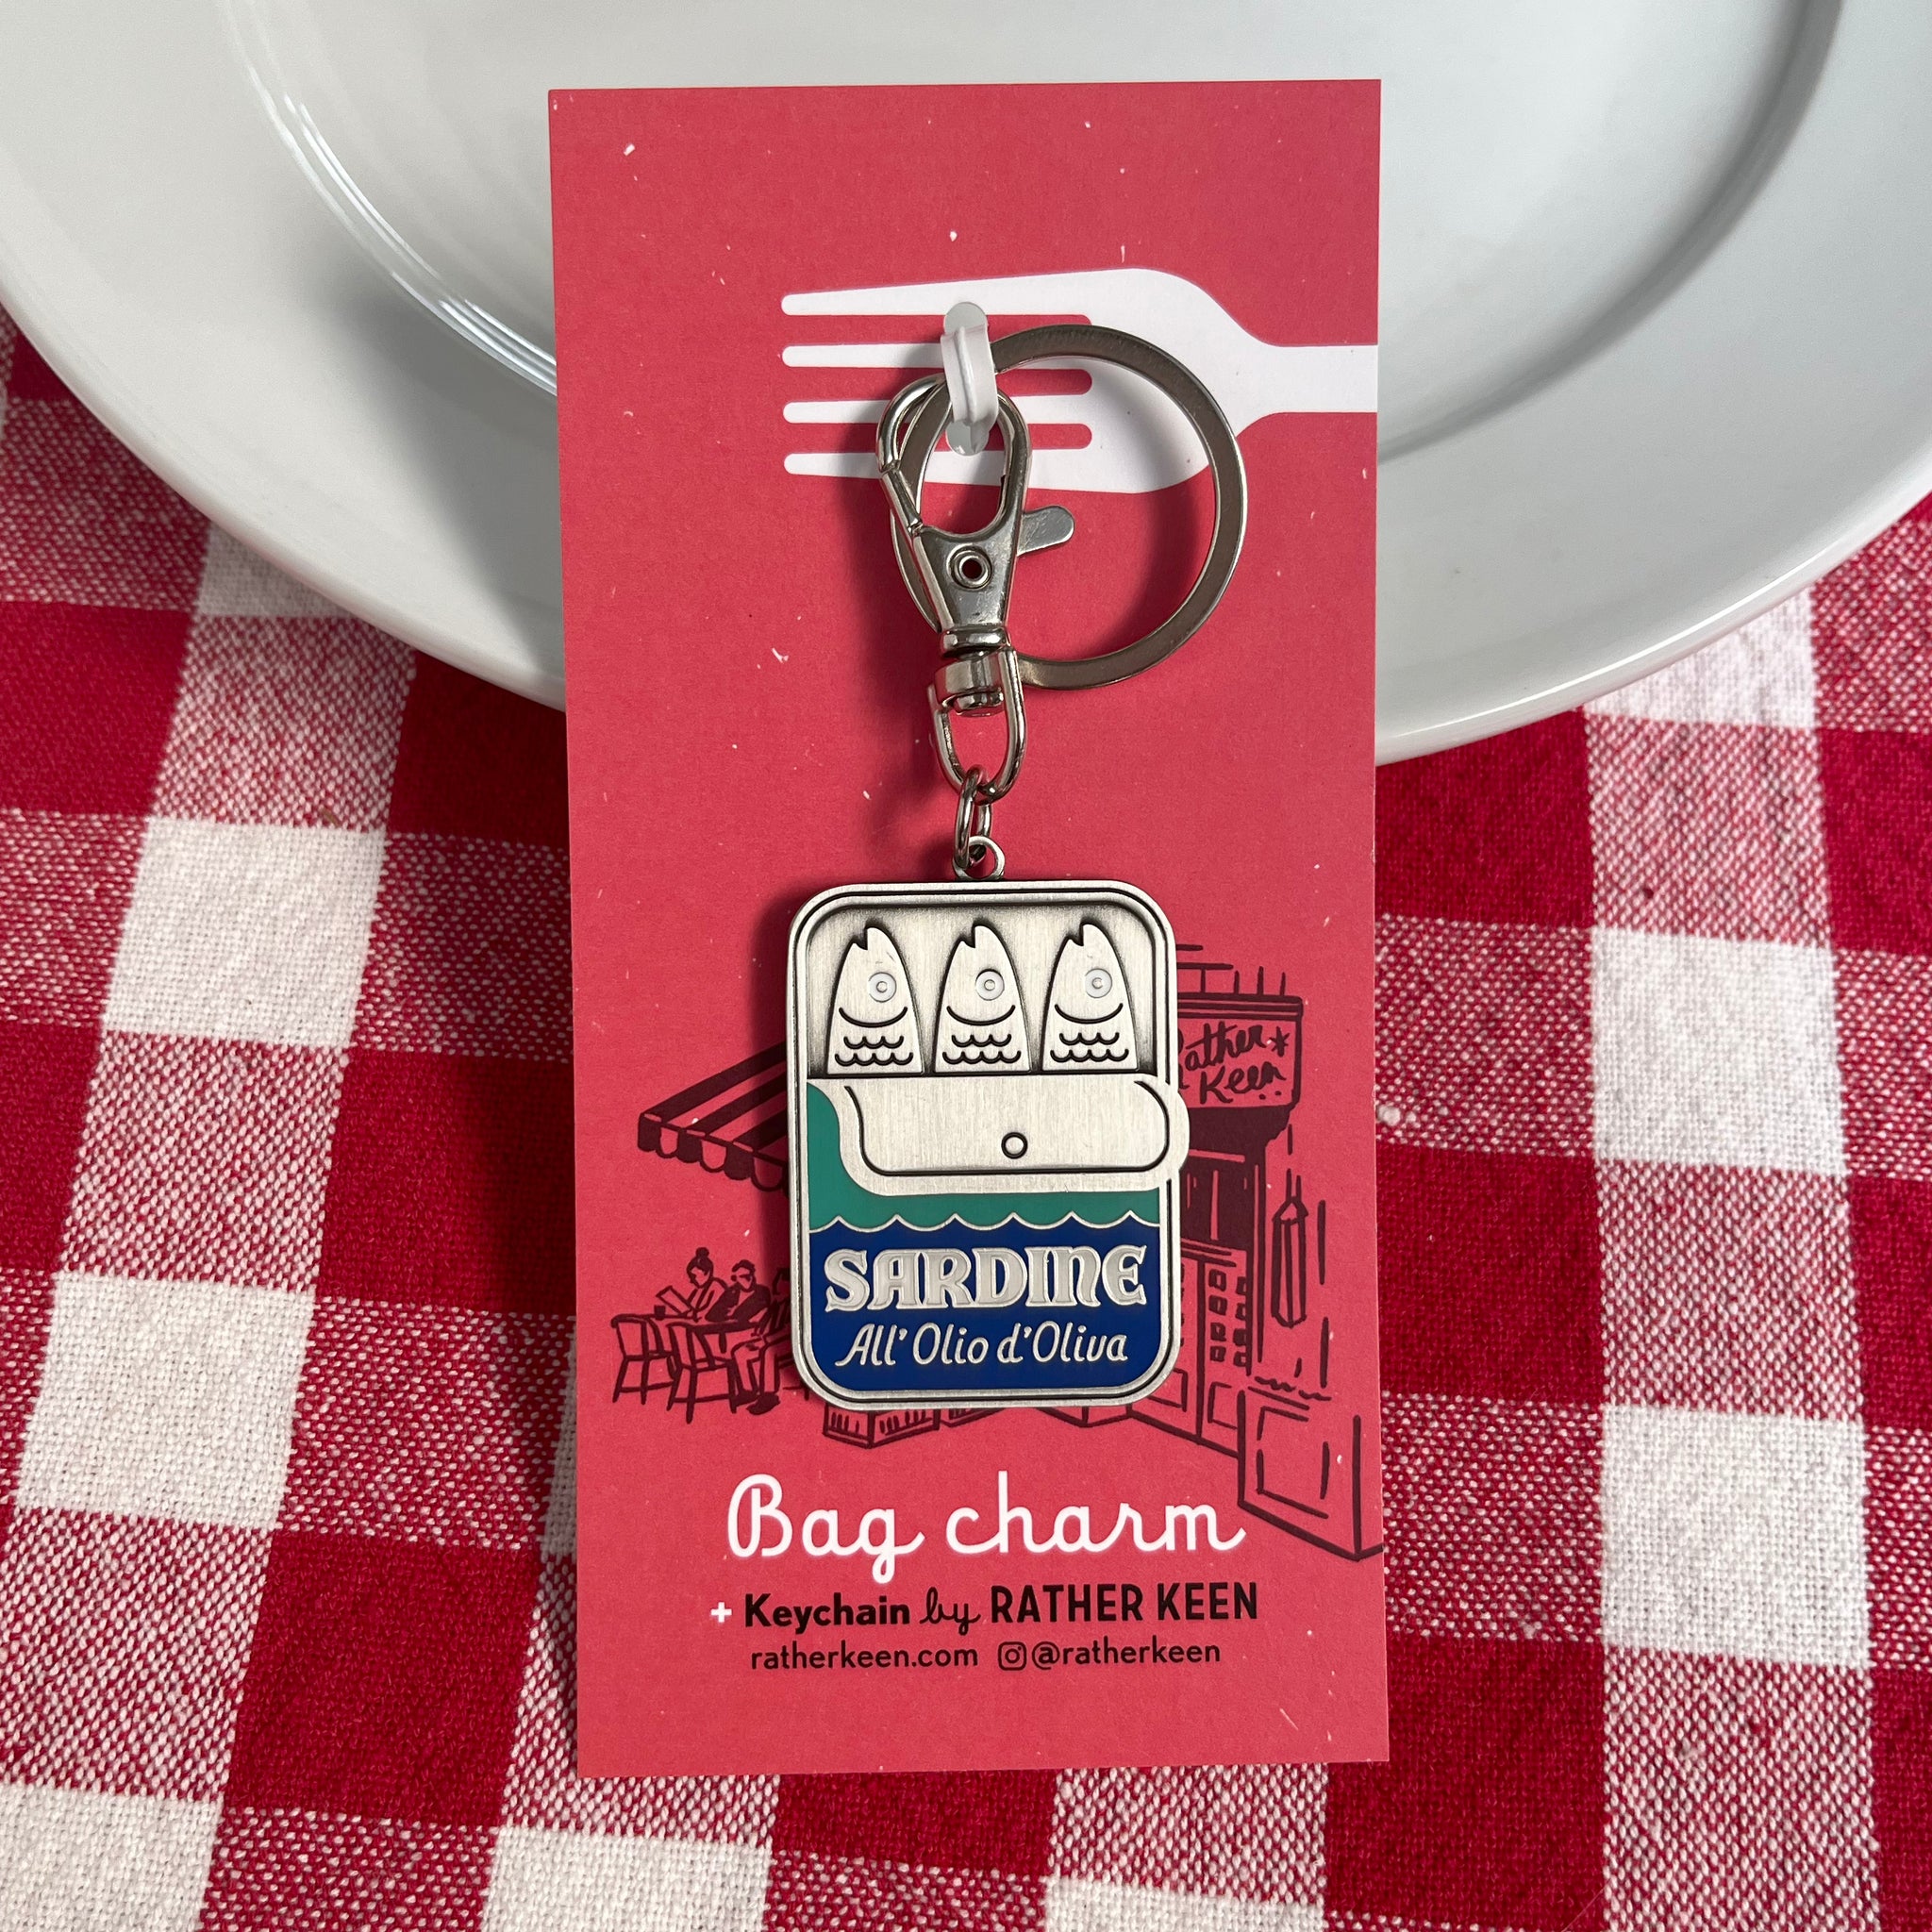 Rather
Keen
SARDINE
All' Olio d'Oliva
Bag charm
+ Keychain by RATHER KEEN
ratherkeen.com @ratherkeen